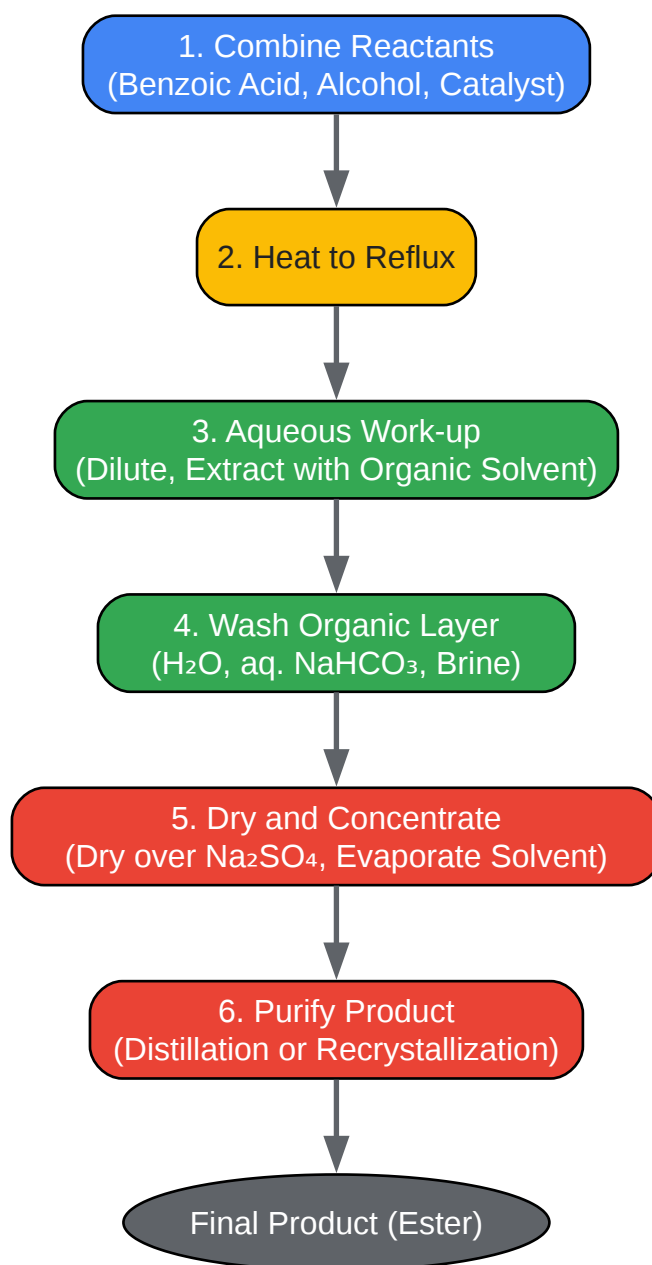 1. Combine Reactants
(Benzoic Acid, Alcohol, Catalyst)
2. Heat to Reflux
3. Aqueous Work-up
(Dilute, Extract with Organic Solvent)
4. Wash Organic Layer
(H₂O, aq. NaHCO₃, Brine)
5. Dry and Concentrate
(Dry over Na₂SO₄, Evaporate Solvent)
6. Purify Product
(Distillation or Recrystallization)
Final Product (Ester)